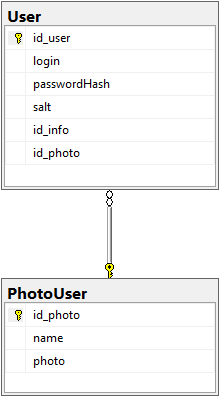 User
id_user
login
passwordHash
salt
id_info
id_photo
PhotoUser
id_photo
name
photo